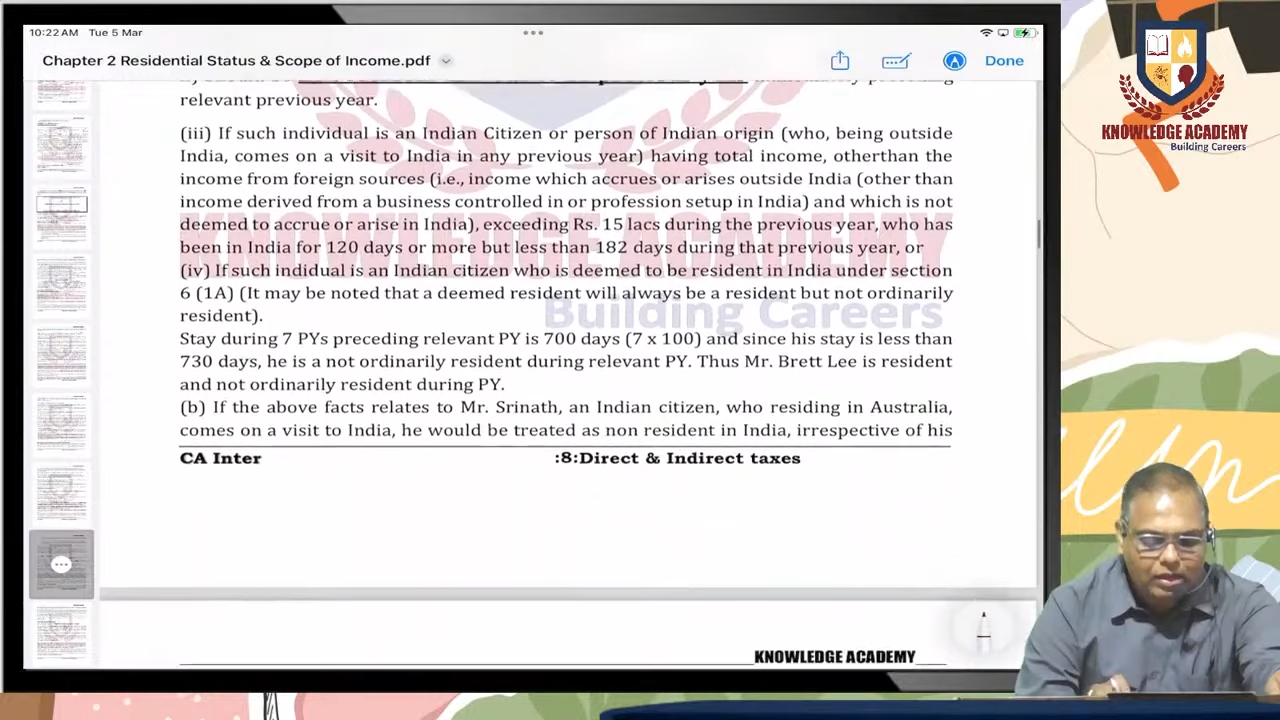 10:22 AM Tue 5 Mar
Chapter 2 Residential Status & Scope of Income.pdf
Done
KNOWLEDGE ACADEMY
Building Careers
relevant previous year.
(iii) If such individual is an Indian Citizen or Person of Indian origin (who, being outside
India comes on a visit to India in any previous year) having total income, otherthan the
income from foreign sources (i.e., income which accrues or arises outside India (other than
income derived from a business controlled in or profession setup in India) and which is not
deemed to accrue or arise in India), exceeding ₹15 lakhs during the previous year, who has
been in India for 120 days or more but less than 182 days during that previous year, or
(iv) If such individual is an Indian citizen who is deemed to be resident in India under section
6 (1A). may be noted that a deemed resident will always be a resident but not ordinarily
resident).
Stay during 7 years preceding relevant PY is 700 days (7 x 100) and since his stay is less than
730 days, he is not ordinarily resident during the relevant PY. Thus, Mr. Brett Lee is resident
and not ordinarily resident during PY.
(b) If the above facts relate to Mr. Ranatunga, an Indian citizen, who residing in Australia,
comes on a visit to India, he would be treated as non resident in India, irrespective of his
CA Inter :8:Direct & Indirect taxes
Building Career
KNOWLEDGE ACADEMY